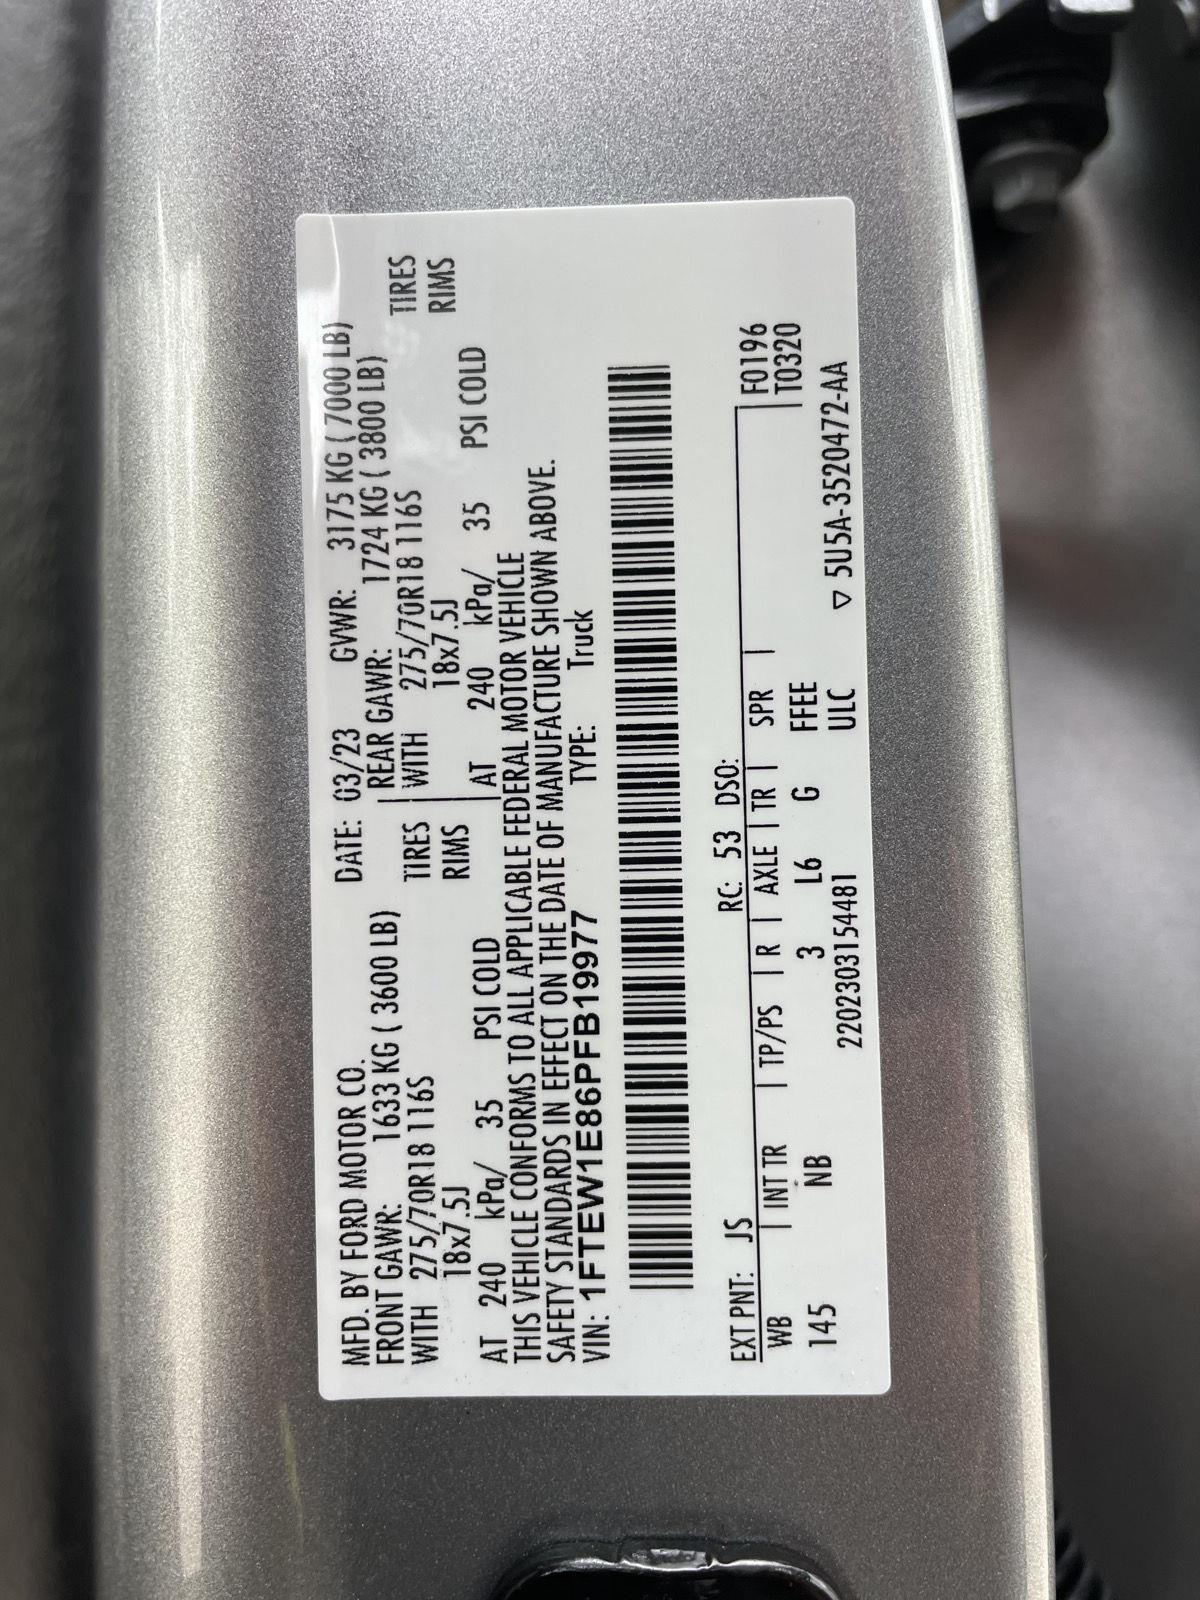 MFD. BY FORD MOTOR CO. DATE: 03/23 GVWR: 3175 KG ( 7000 LB)
FRONT GAWR: 1633 KG ( 3600 LB) REAR GAWR: 1724 KG ( 3800 LB)
WITH 275/70R18 116S TIRES WITH 275/70R18 116S TIRES
18x7.5J RIMS 18x7.5J RIMS
AT 240 kPa/ 35 PSI COLD AT 240 kPa/ 35 PSI COLD
THIS VEHICLE CONFORMS TO ALL APPLICABLE FEDERAL MOTOR VEHICLE
SAFETY STANDARDS IN EFFECT ON THE DATE OF MANUFACTURE SHOWN ABOVE.
VIN: 1FTEW1E86PFB19977 TYPE: Truck
EXT PNT: JS RC: 53 DSO: F0196
WB | INT TR | TP/PS | R | AXLE | TR | SPR | T0320
145 NB 3 L6 G FFEE
2202303154481 ULC ▽ 5U5A-3520472-AA